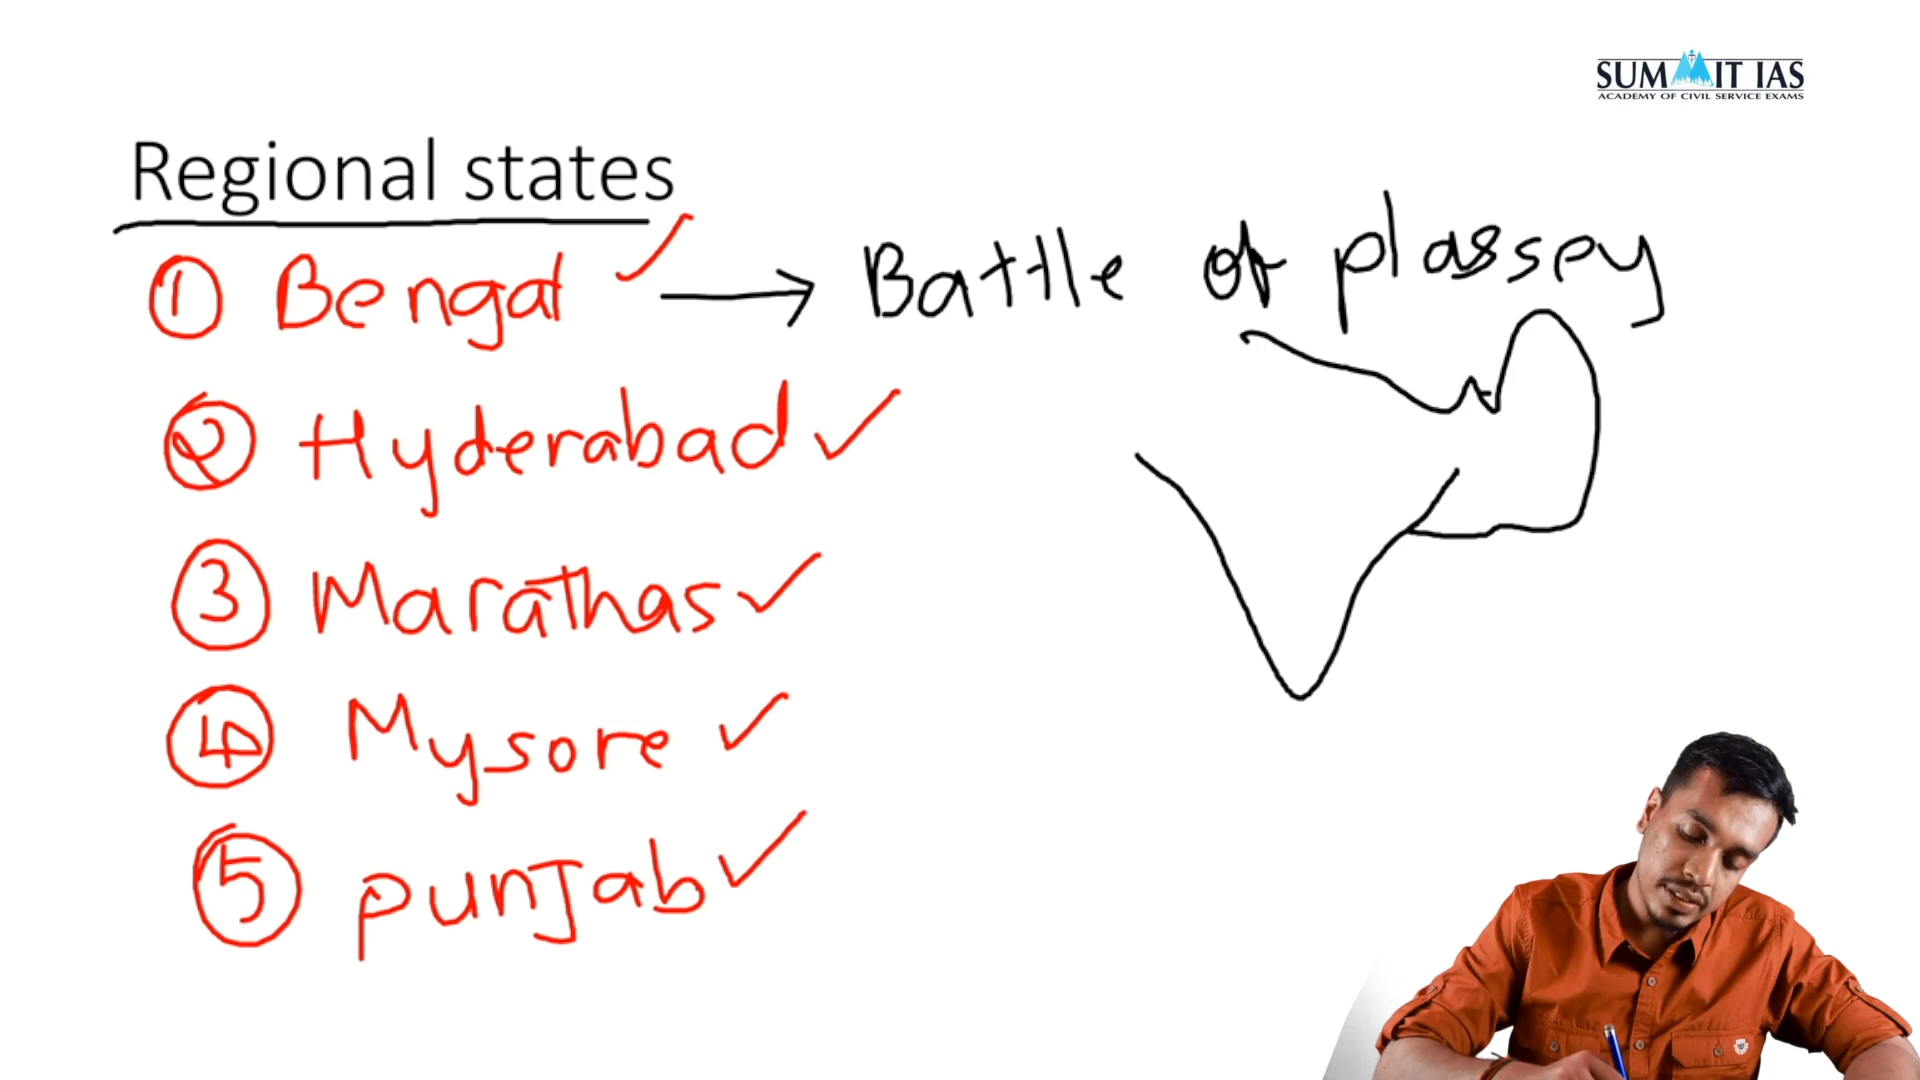 SUMMIT IAS
ACADEMY OF CIVIL SERVICE EXAMS
Regional states
① Bengal ✓ → Battle of plassey
② Hyderabad ✓
③ Marathas ✓
④ Mysore ✓
⑤ punjab ✓